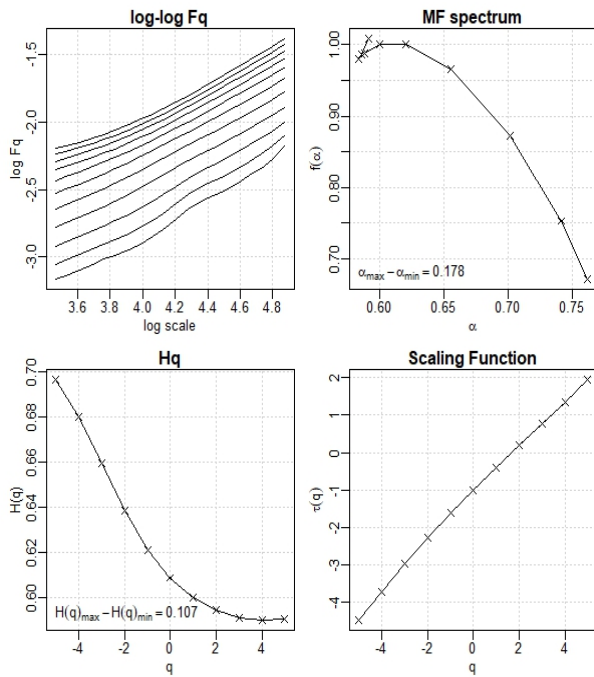 log-log Fq
log Fq
-1.5
-2.0
-2.5
-3.0
3.6 3.8 4.0 4.2 4.4 4.6 4.8
log scale
MF spectrum
f(α)
1.00
0.90
0.80
0.70
αmax − αmin = 0.178
0.60 0.65 0.70 0.75
α
Hq
H(q)
0.70
0.68
0.66
0.64
0.62
0.60
H(q)max − H(q)min = 0.107
-4 -2 0 2 4
q
Scaling Function
τ(q)
2
1
0
-1
-2
-3
-4
-4 -2 0 2 4
q